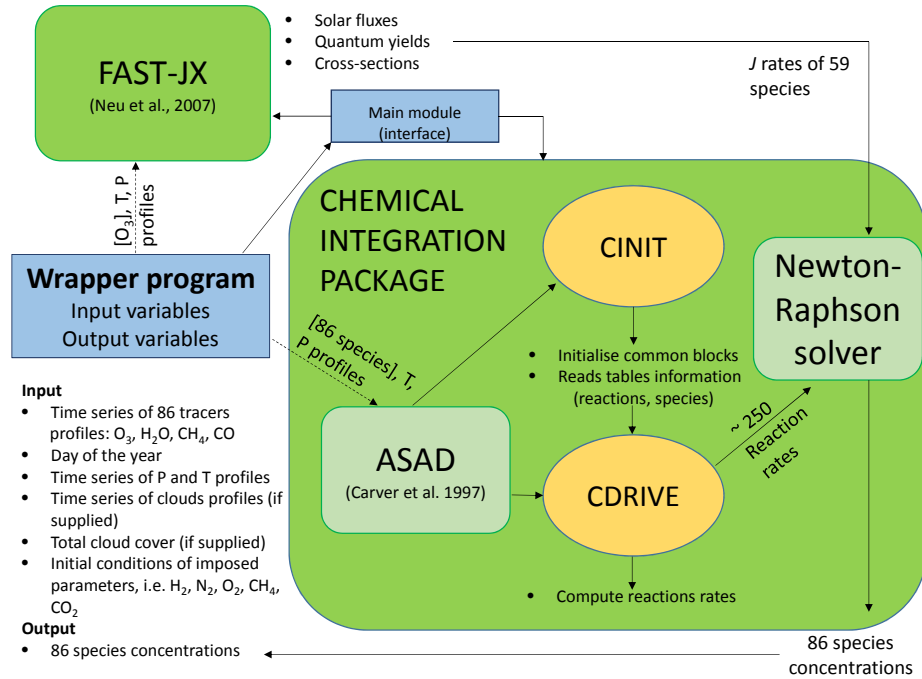 • Solar fluxes
• Quantum yields
• Cross-sections
FAST-JX
(Neu et al., 2007)
J rates of 59
species
Main module
(interface)
[O₃], T, P
profiles
CHEMICAL
INTEGRATION
PACKAGE
CINIT
Newton-
Raphson
solver
Wrapper program
Input variables
Output variables
[86 species], T,
P profiles
• Initialise common blocks
• Reads tables information
(reactions, species)
~ 250
Reaction
rates
ASAD
(Carver et al. 1997)
CDRIVE
• Compute reactions rates
Input
• Time series of 86 tracers
profiles: O₃, H₂O, CH₄, CO
• Day of the year
• Time series of P and T profiles
• Time series of clouds profiles (if
supplied)
• Total cloud cover (if supplied)
• Initial conditions of imposed
parameters, i.e. H₂, N₂, O₂, CH₄,
CO₂
Output
• 86 species concentrations
86 species
concentrations